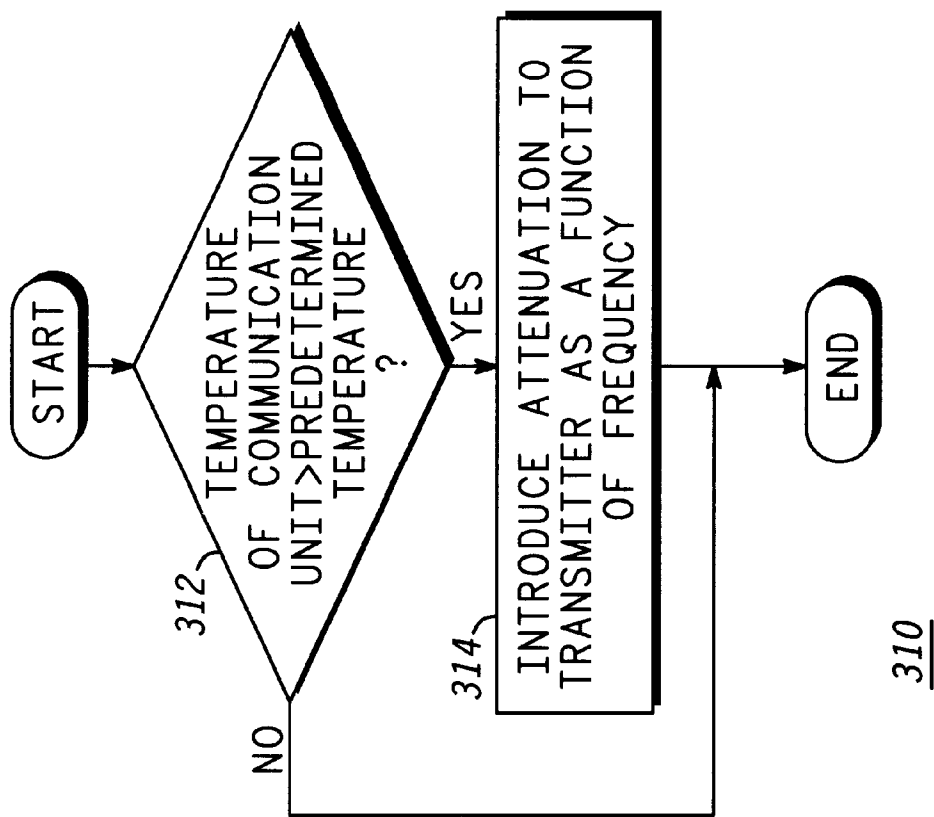 START
312
TEMPERATURE
OF COMMUNICATION
UNIT>PREDETERMINED
TEMPERATURE
?
NO
YES
314
INTRODUCE ATTENUATION TO
TRANSMITTER AS A FUNCTION
OF FREQUENCY
END
310